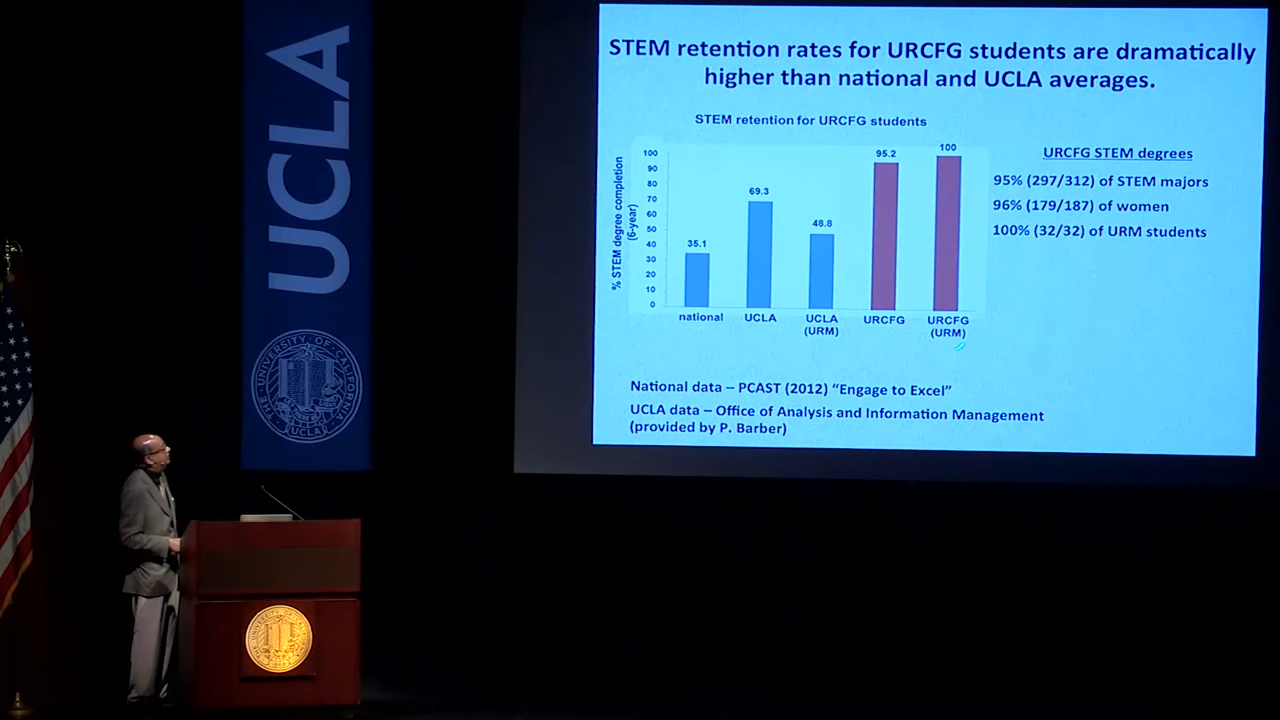 UCLA
THE UNIVERSITY OF CALIFORNIA
UCLA
STEM retention rates for URCFG students are dramatically
higher than national and UCLA averages.
STEM retention for URCFG students
% STEM degree completion
(6-year)
100
90
80
70
60
50
40
30
20
10
0
35.1
69.3
48.8
95.2
100
national
UCLA
UCLA
(URM)
URCFG
URCFG
(URM)
URCFG STEM degrees
95% (297/312) of STEM majors
96% (179/187) of women
100% (32/32) of URM students
National data – PCAST (2012) “Engage to Excel”
UCLA data – Office of Analysis and Information Management
(provided by P. Barber)